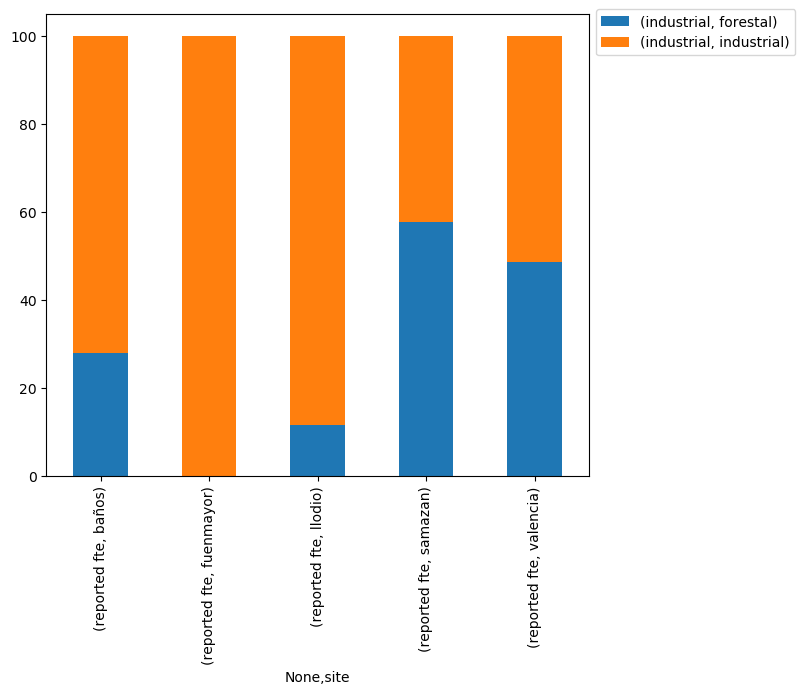 (industrial, forestal)
(industrial, industrial)
100
80
60
40
20
0
(reported fte, baños)
(reported fte, fuenmayor)
(reported fte, llodio)
(reported fte, samazan)
(reported fte, valencia)
None,site